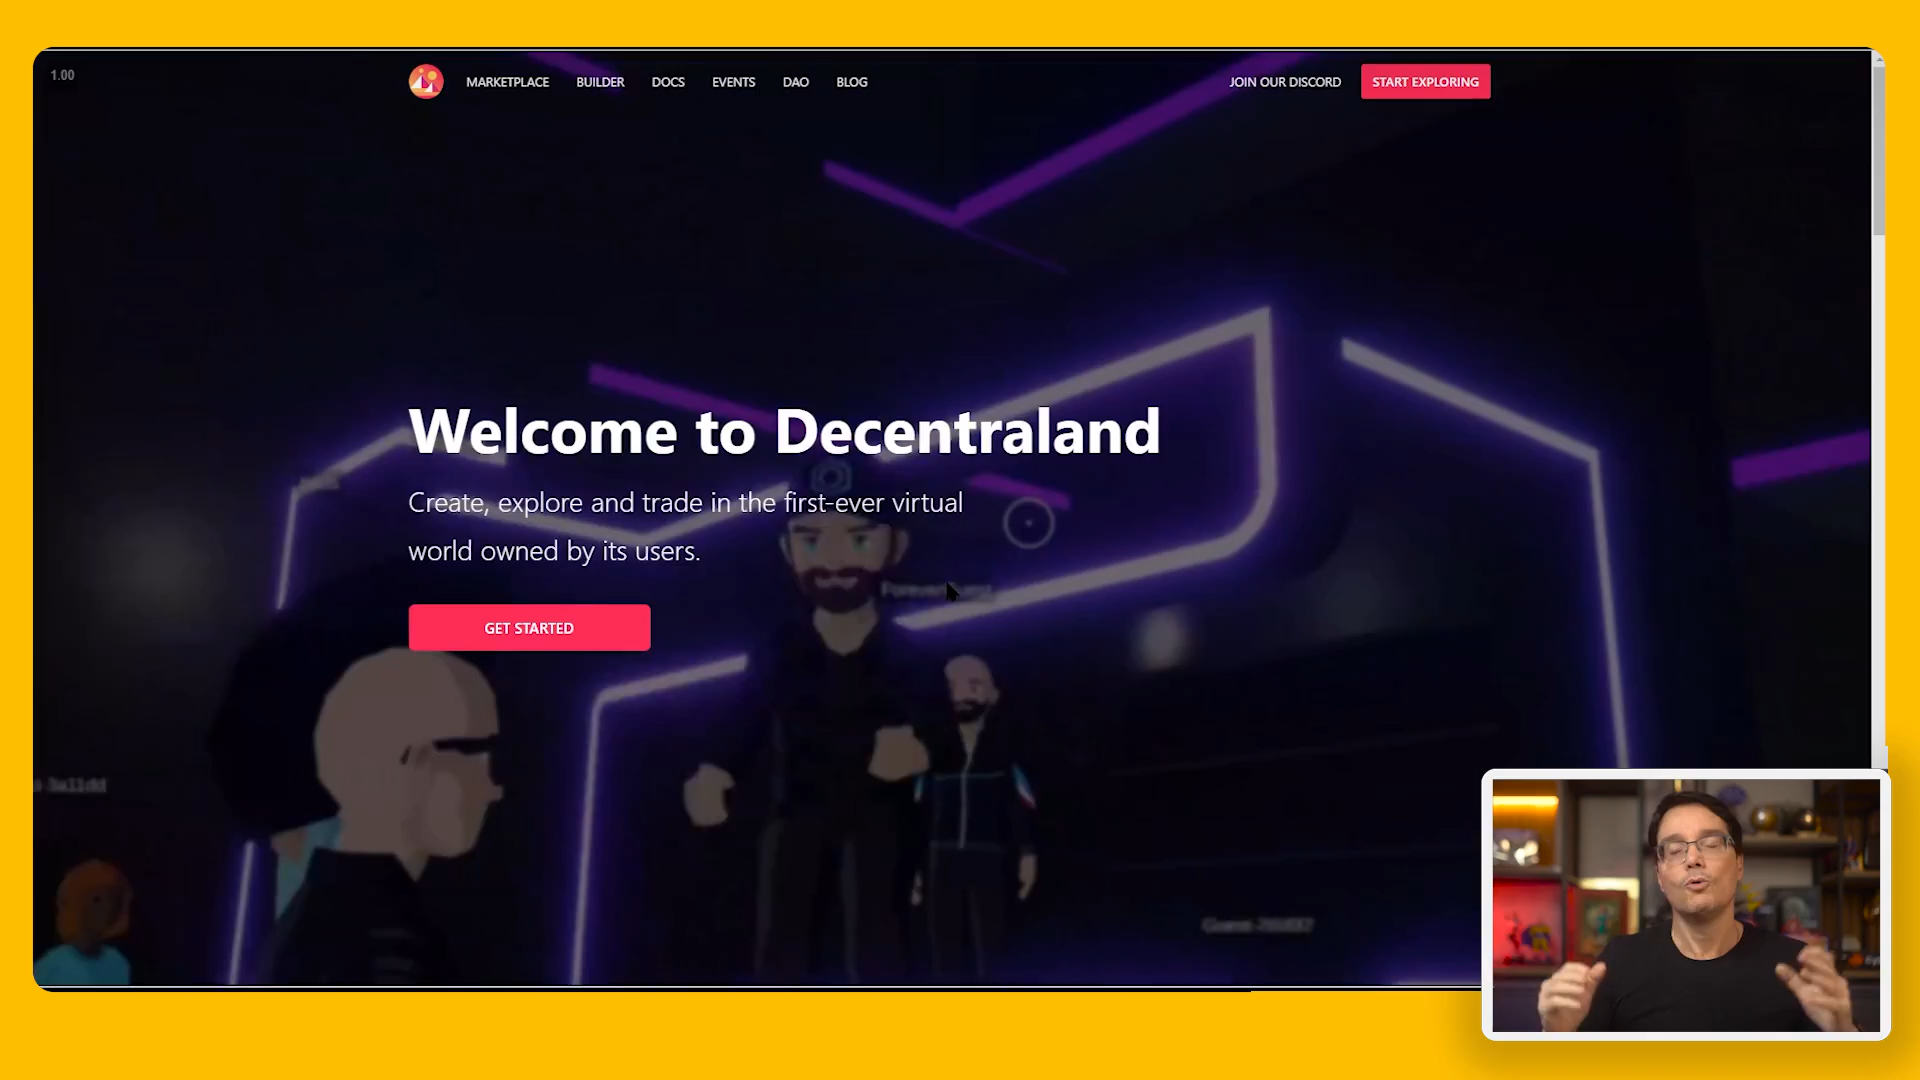 1.00
MARKETPLACE BUILDER DOCS EVENTS DAO BLOG JOIN OUR DISCORD START EXPLORING
Welcome to Decentraland
Create, explore and trade in the first-ever virtual
world owned by its users.
GET STARTED